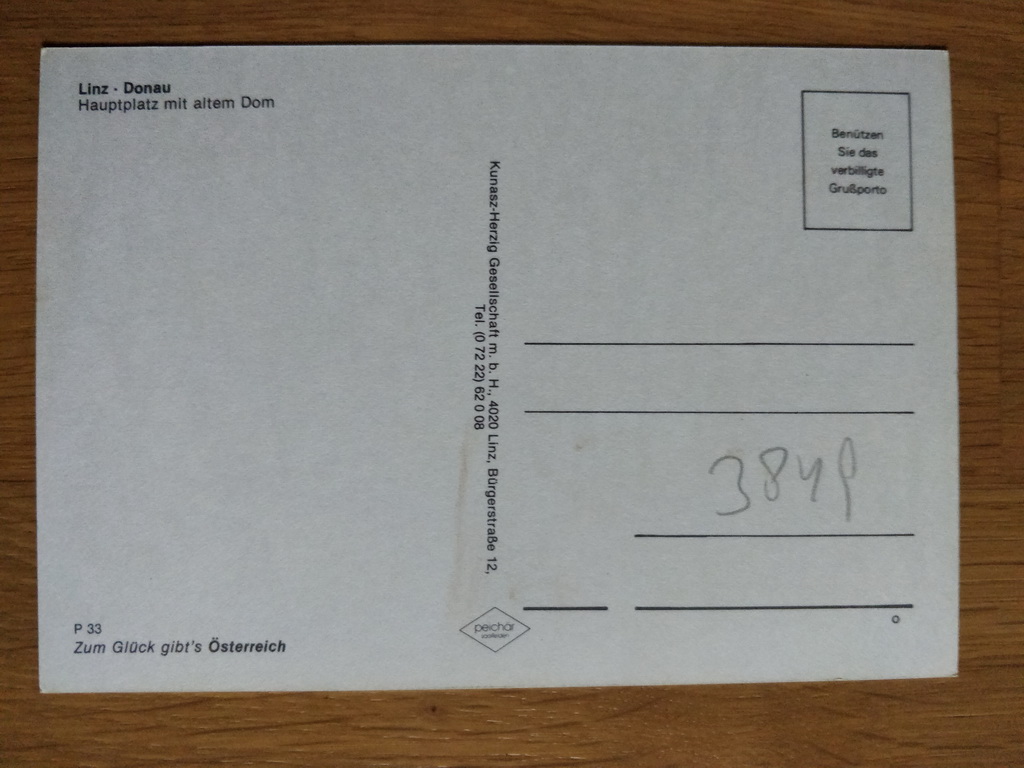 Linz · Donau
Hauptplatz mit altem Dom
Benützen
Sie das
verbilligte
Grußporto
Kunasz-Herzig Gesellschaft m. b. H., 4020 Linz, Bürgerstraße 12,
Tel. (0 72 22) 62 0 08
3849
P 33
Zum Glück gibt's Österreich
peichär
saalfelden